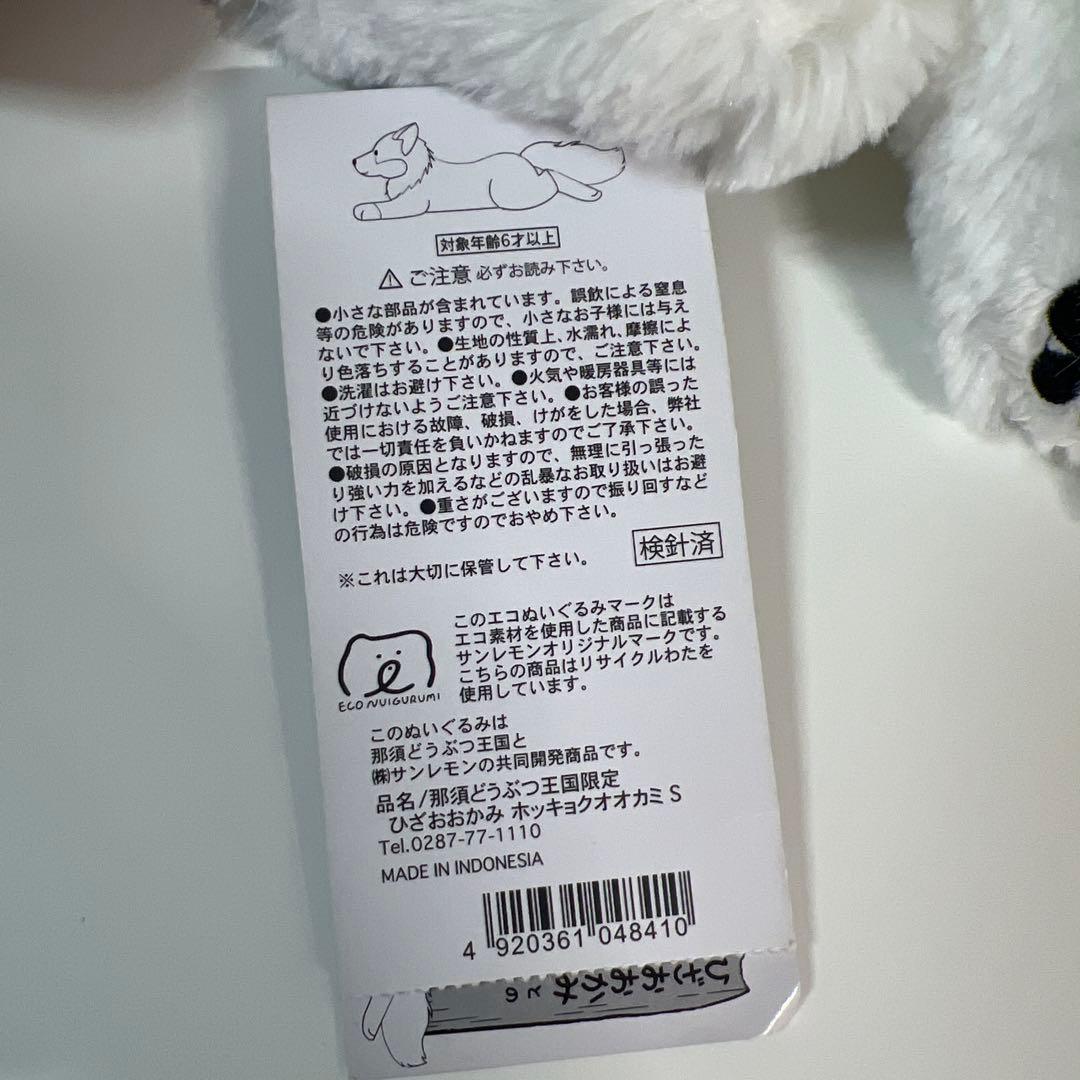 対象年齢6才以上
⚠ご注意 必ずお読み下さい。
●小さな部品が含まれています。誤飲による窒息
等の危険がありますので、小さなお子様には与え
ないで下さい。●生地の性質上、水濡れ、摩擦によ
り色落ちすることがありますので、ご注意下さい。
●洗濯はお避け下さい。●火気や暖房器具等には
近づけないようご注意下さい。●お客様の誤った
使用における故障、破損、けがをした場合、弊社
では一切責任を負いかねますのでご了承下さい。
●破損の原因となりますので、無理に引っ張った
り強い力を加えるなどの乱暴なお取り扱いはお避
け下さい。●重さがございますので振り回すなど
の行為は危険ですのでおやめ下さい。
検針済
※これは大切に保管して下さい。
このエコぬいぐるみマークは
エコ素材を使用した商品に記載する
サンレモンオリジナルマークです。
こちらの商品はリサイクルわたを
使用しています。
ECO NUIGURUMI
このぬいぐるみは
那須どうぶつ王国と
㈱サンレモンの共同開発商品です。
品名/那須どうぶつ王国限定
ひざおおかみ ホッキョクオオカミ S
Tel.0287-77-1110
MADE IN INDONESIA
4 920361 048410
ひざおおかみ
との